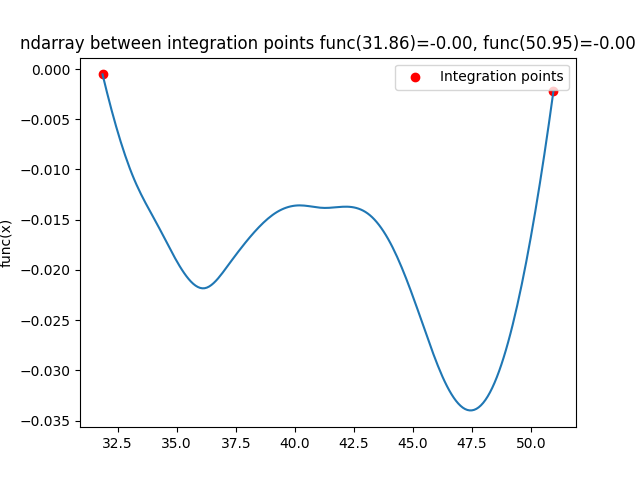 ndarray between integration points func(31.86)=-0.00, func(50.95)=-0.00
Integration points
func(x)
0.000
−0.005
−0.010
−0.015
−0.020
−0.025
−0.030
−0.035
32.5 35.0 37.5 40.0 42.5 45.0 47.5 50.0